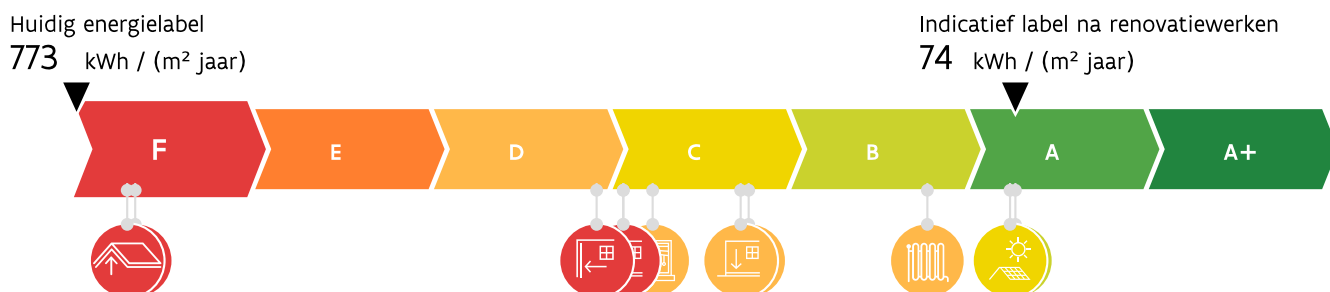 Huidig energielabel
773 kWh / (m² jaar)
Indicatief label na renovatiewerken
74 kWh / (m² jaar)
F E D C B A A+